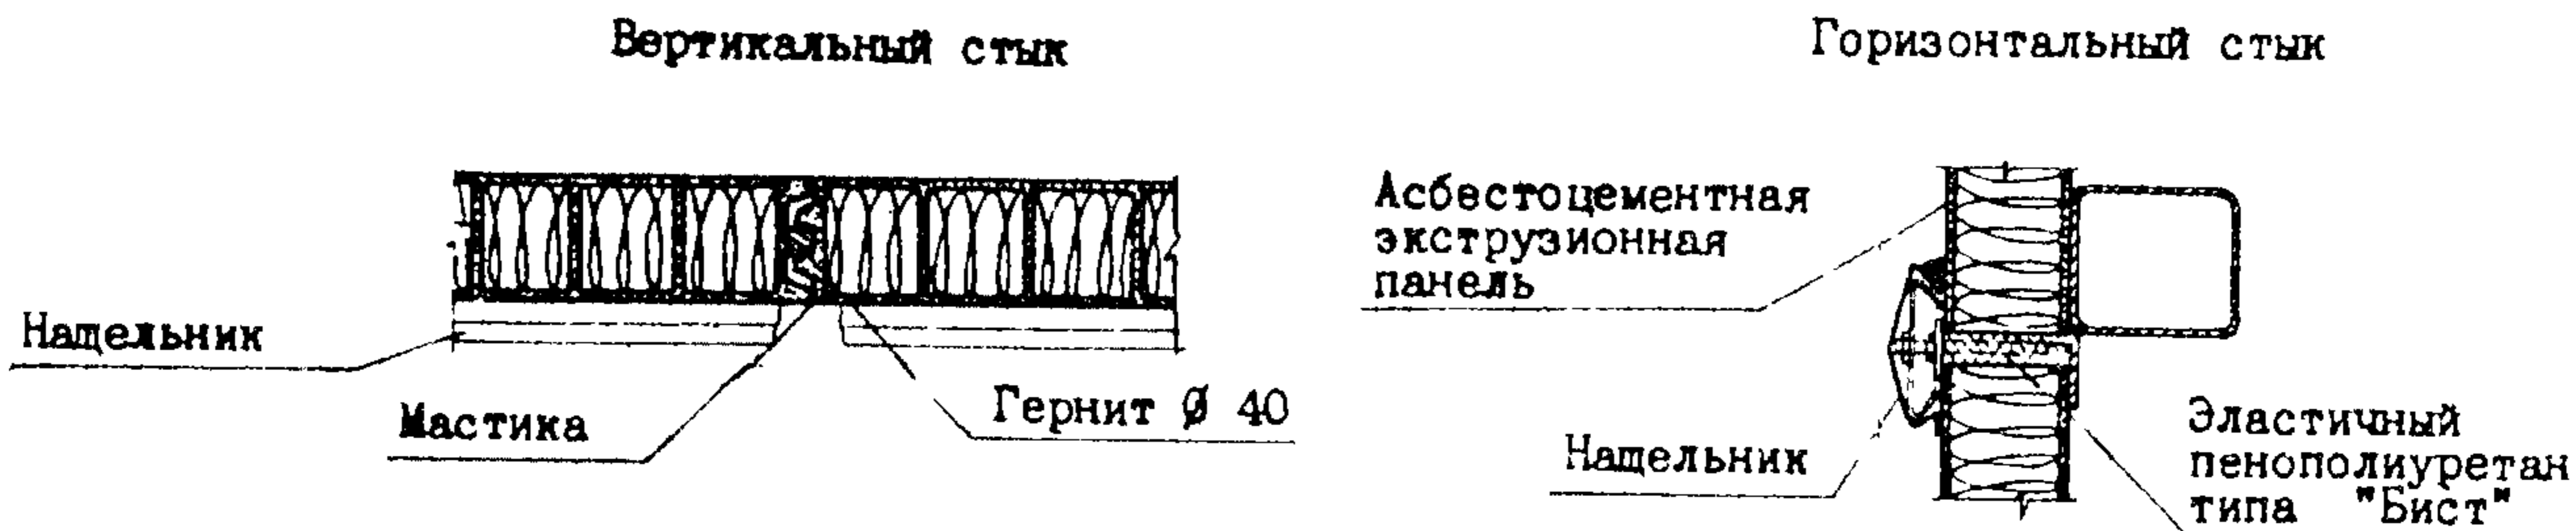 Вертикальный стык
Нащельник
Мастика
Гернит Ø 40
Горизонтальный стык
Асбестоцементная
экструзионная
панель
Нащельник
Эластичный
пенополиуретан
типа "Бист"